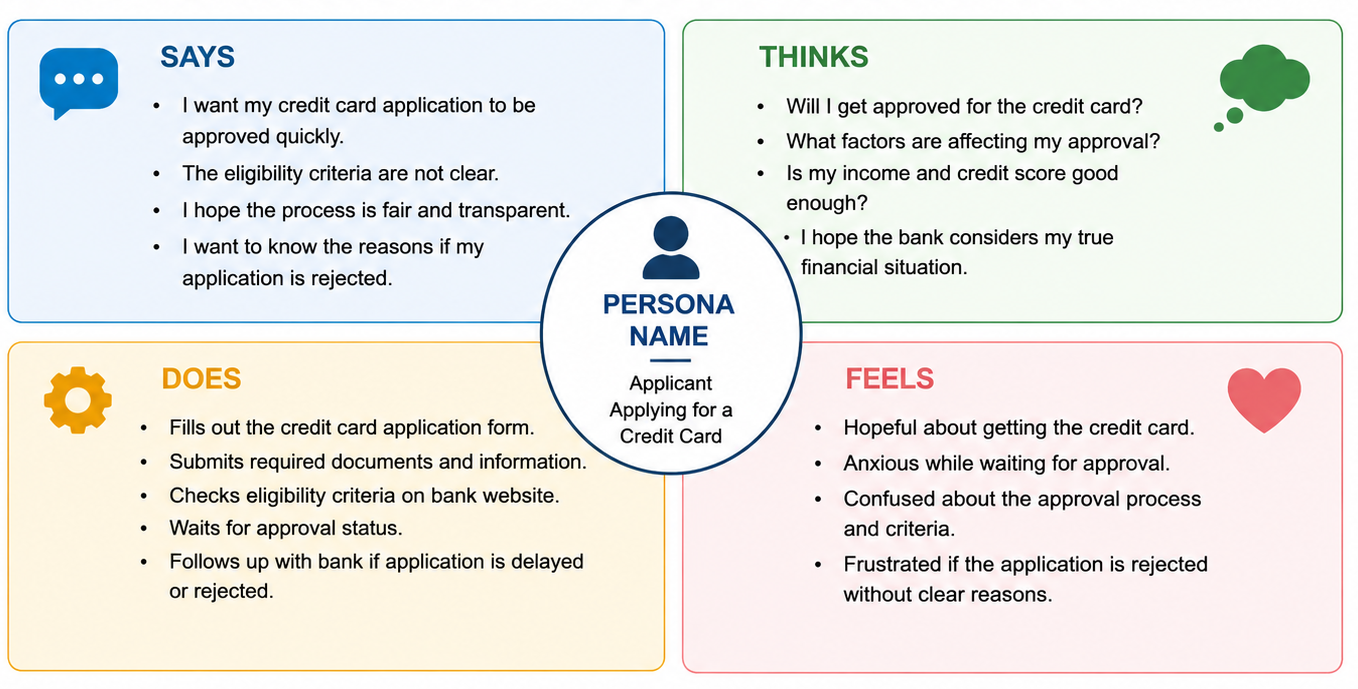 SAYS
• I want my credit card application to be
approved quickly.
• The eligibility criteria are not clear.
• I hope the process is fair and transparent.
• I want to know the reasons if my
application is rejected.
THINKS
• Will I get approved for the credit card?
• What factors are affecting my approval?
• Is my income and credit score good
enough?
• I hope the bank considers my true
financial situation.
PERSONA
NAME
Applicant
Applying for a
Credit Card
DOES
• Fills out the credit card application form.
• Submits required documents and information.
• Checks eligibility criteria on bank website.
• Waits for approval status.
• Follows up with bank if application is delayed
or rejected.
FEELS
• Hopeful about getting the credit card.
• Anxious while waiting for approval.
• Confused about the approval process
and criteria.
• Frustrated if the application is rejected
without clear reasons.